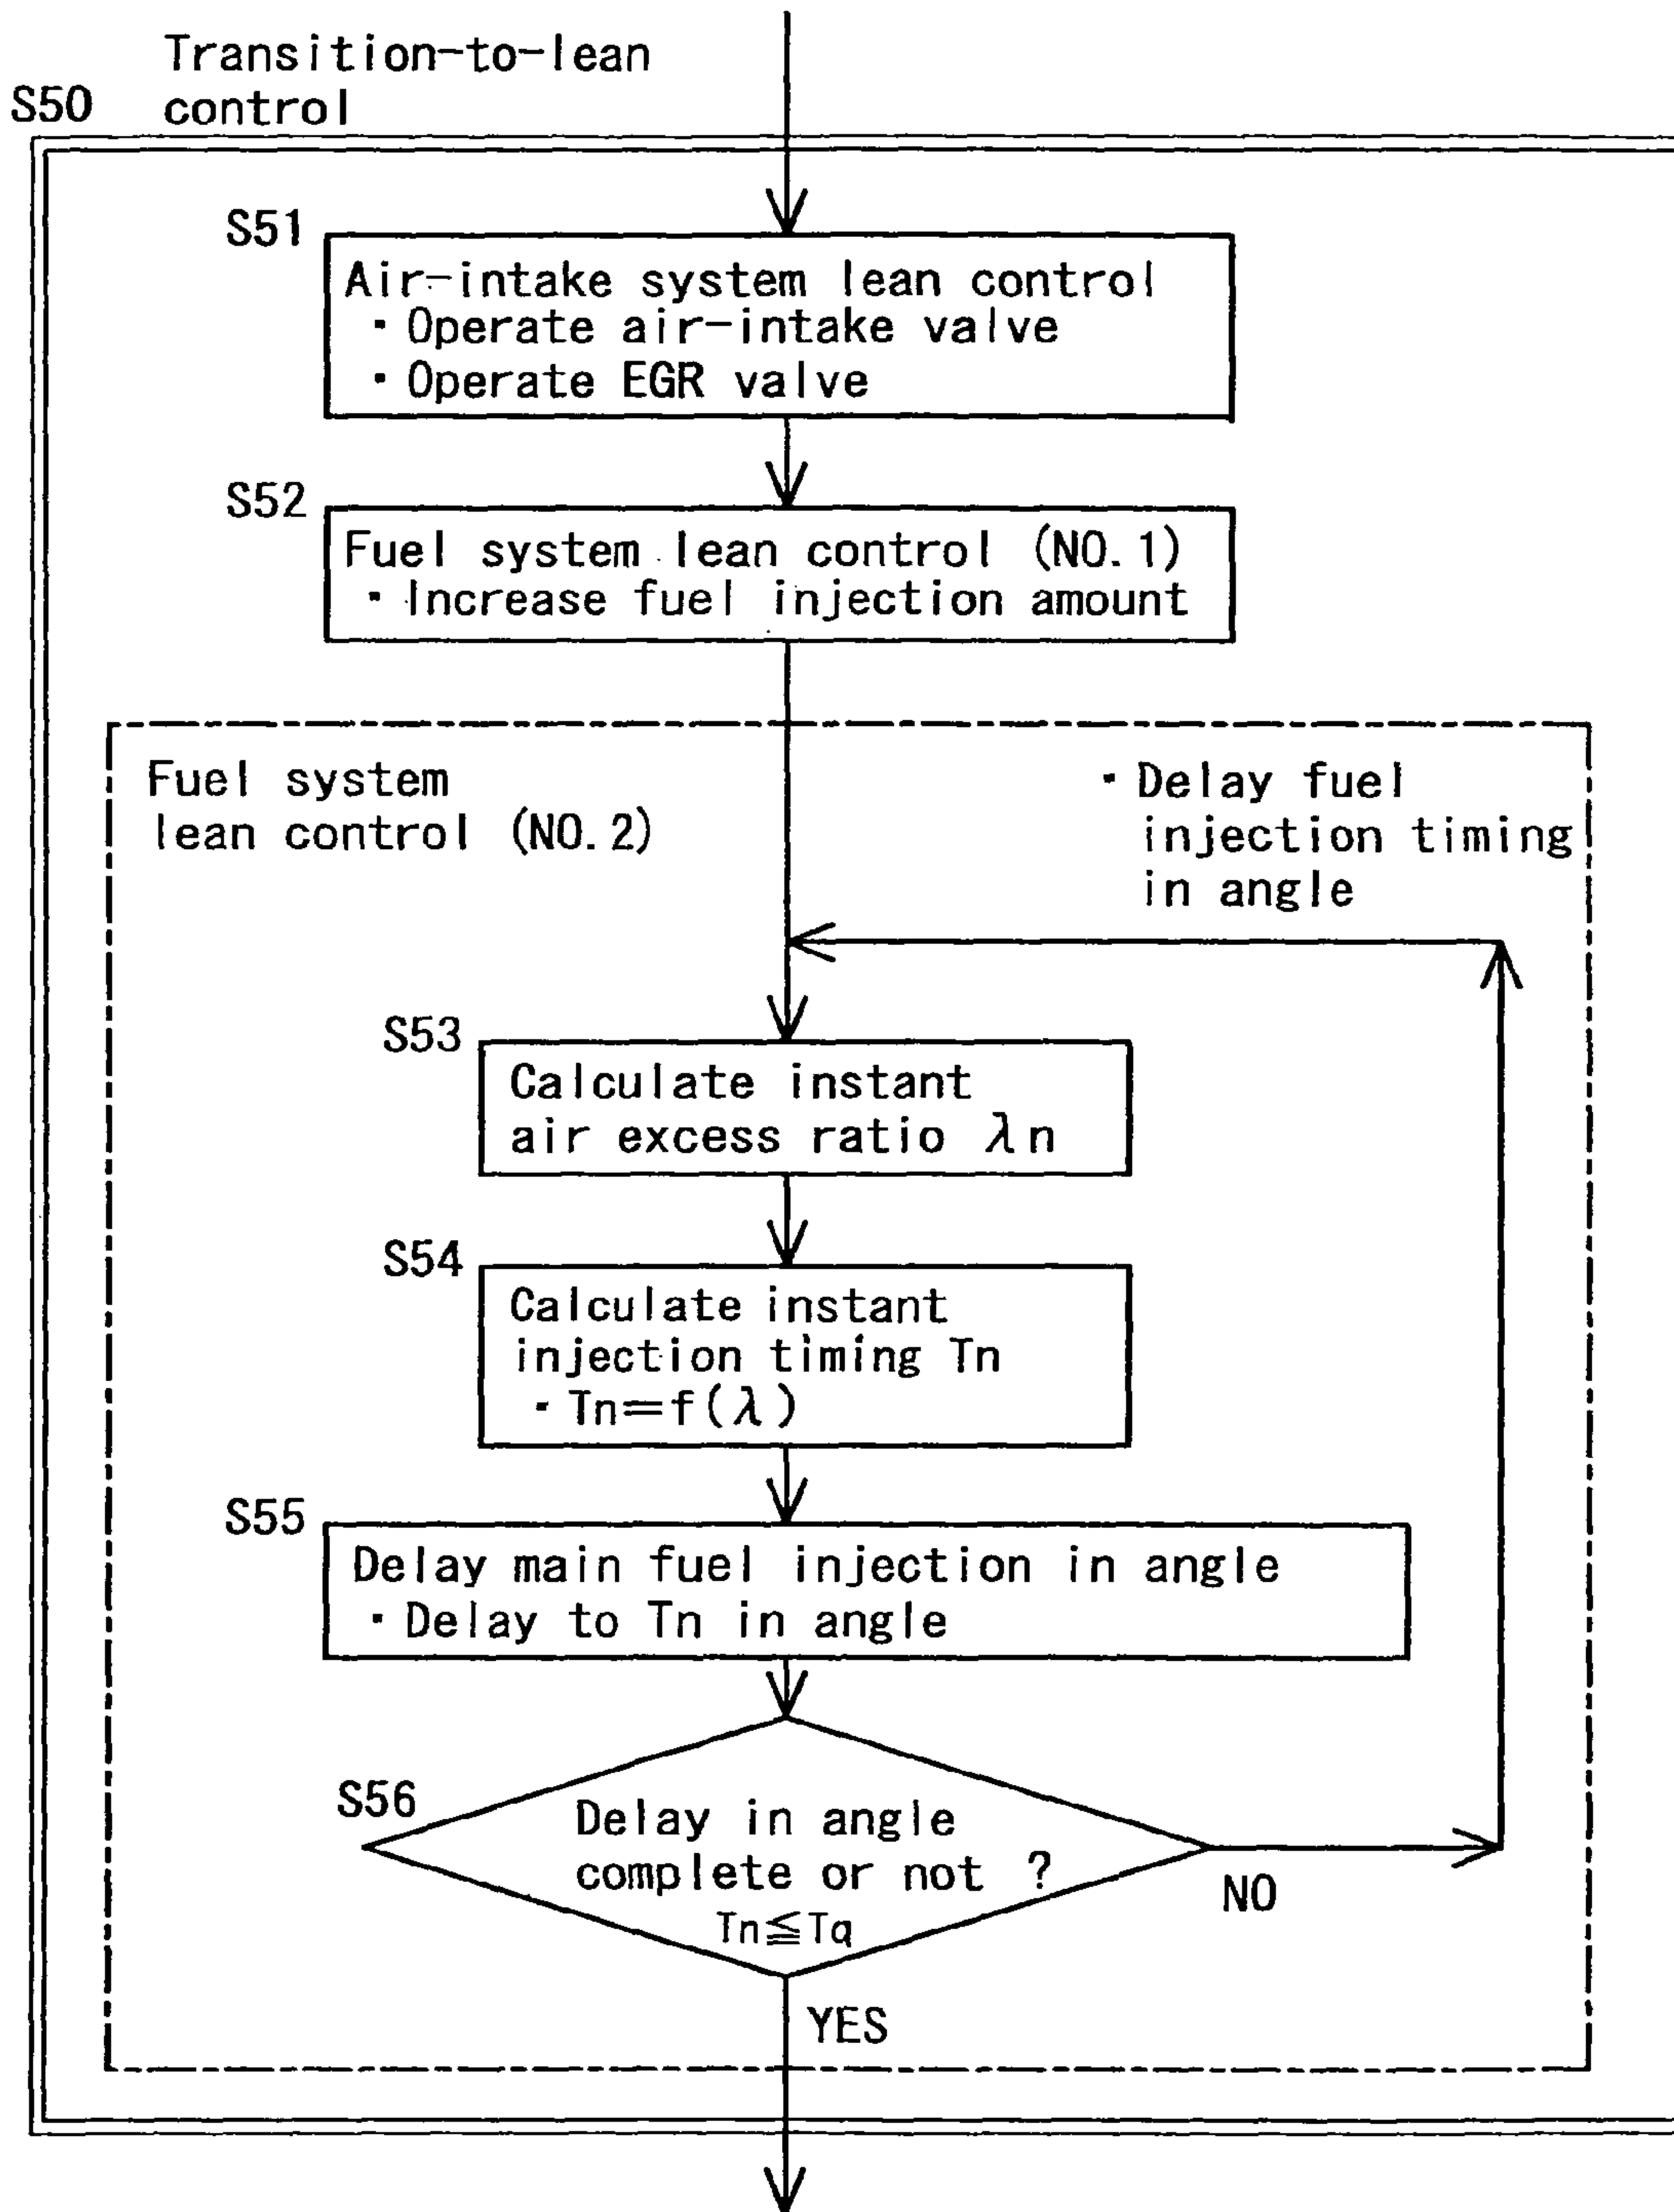 Transition-to-lean
S50 control
S51
Air-intake system lean control
・Operate air-intake valve
・Operate EGR valve
S52
Fuel system lean control (NO.1)
・Increase fuel injection amount
Fuel system
lean control (NO.2)
・Delay fuel
injection timing
in angle
S53
Calculate instant
air excess ratio λn
S54
Calculate instant
injection timing Tn
・Tn=f(λ)
S55
Delay main fuel injection in angle
・Delay to Tn in angle
S56
Delay in angle
complete or not ?
Tn≦Tq
NO
YES